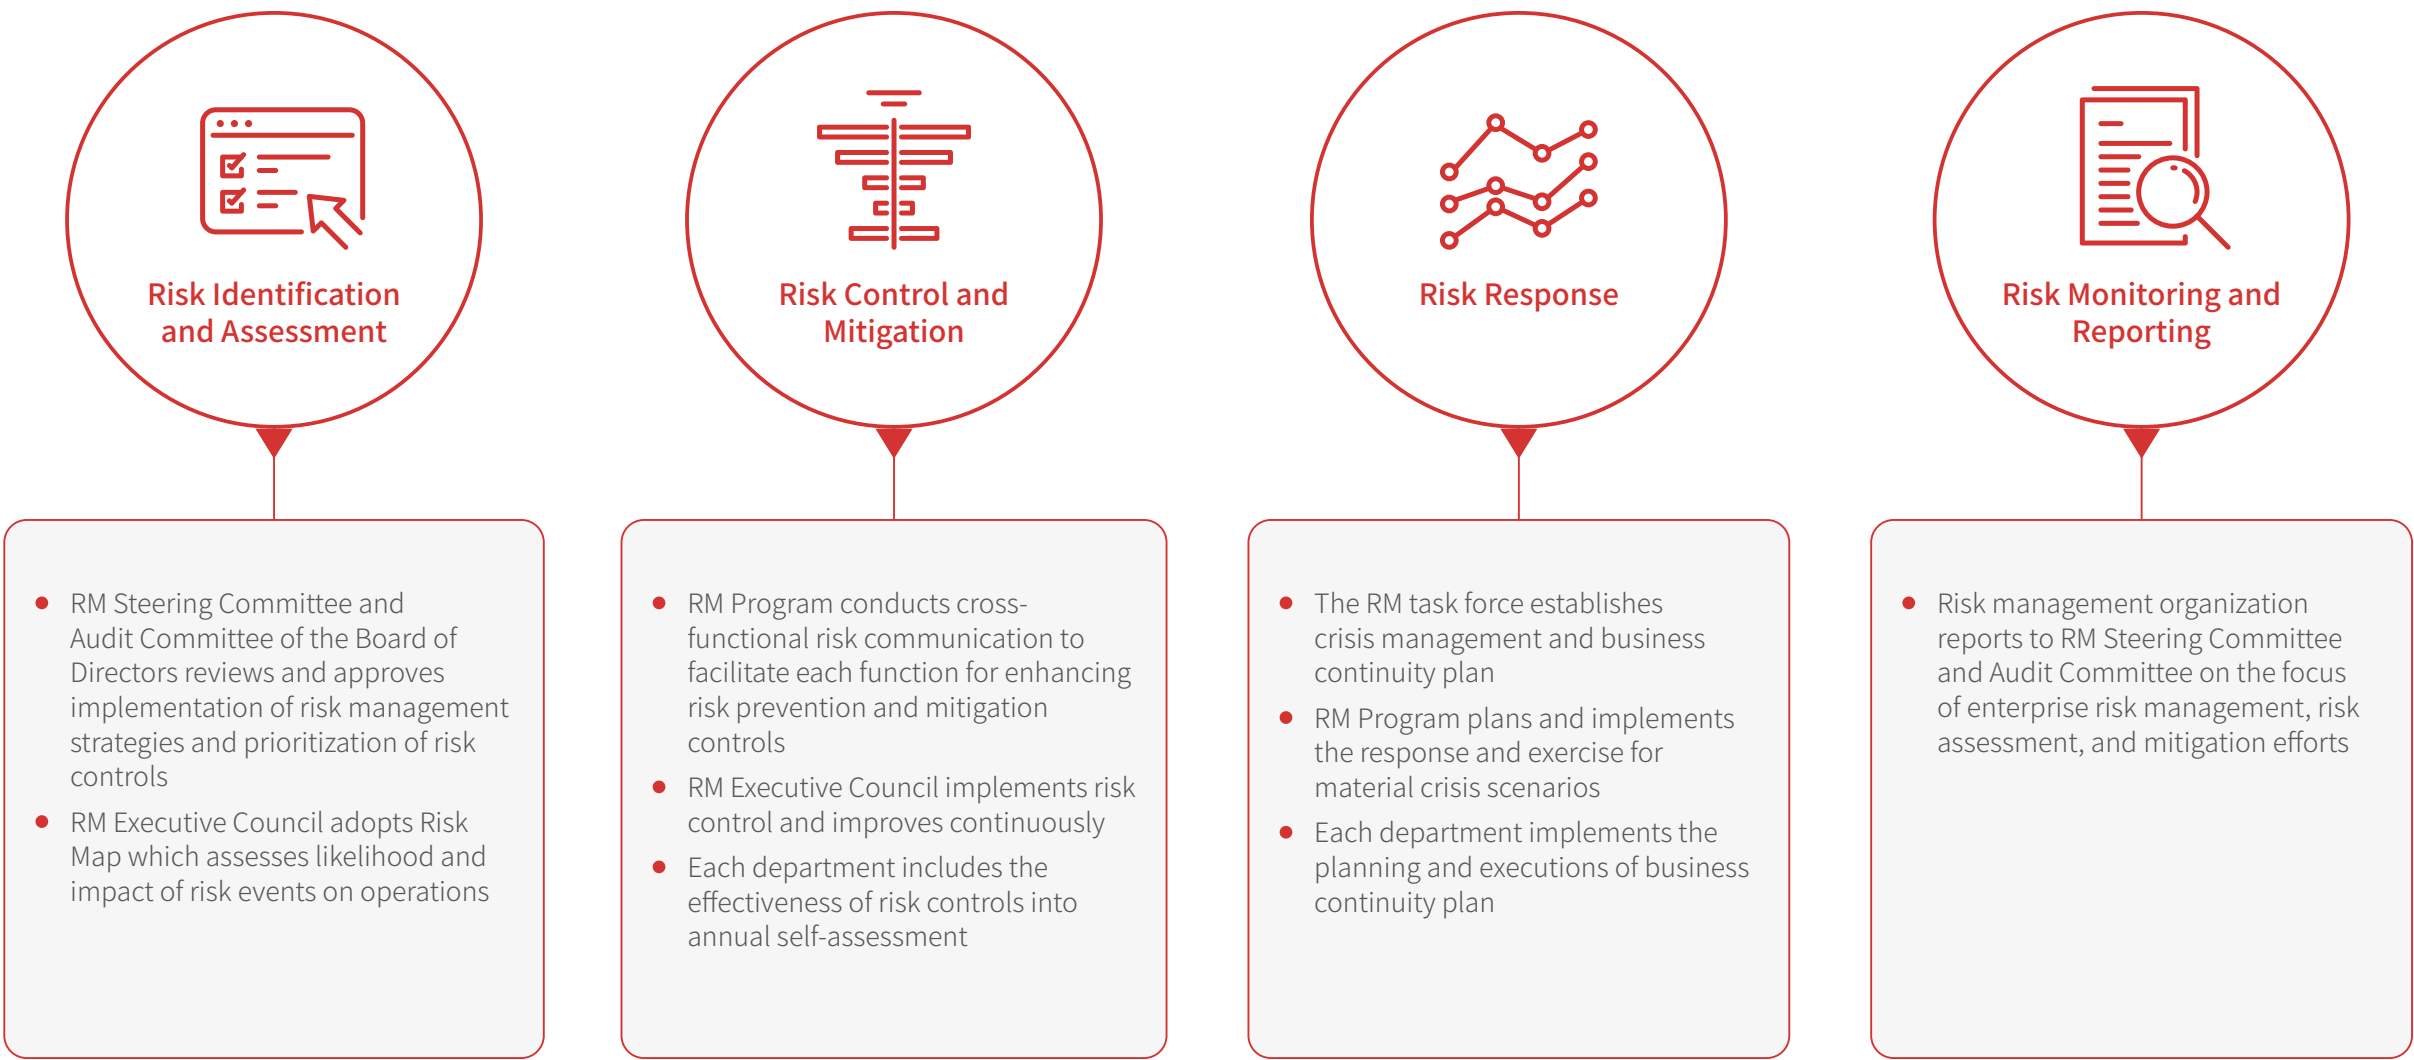 Risk Identification
and Assessment
RM Steering Committee and
Audit Committee of the Board of
Directors reviews and approves
implementation of risk management
strategies and prioritization of risk
controls
RM Executive Council adopts Risk
Map which assesses likelihood and
impact of risk events on operations
Risk Control and
Mitigation
RM Program conducts cross-
functional risk communication to
facilitate each function for enhancing
risk prevention and mitigation
controls
RM Executive Council implements risk
control and improves continuously
Each department includes the
effectiveness of risk controls into
annual self-assessment
Risk Response
The RM task force establishes
crisis management and business
continuity plan
RM Program plans and implements
the response and exercise for
material crisis scenarios
Each department implements the
planning and executions of business
continuity plan
Risk Monitoring and
Reporting
Risk management organization
reports to RM Steering Committee
and Audit Committee on the focus
of enterprise risk management, risk
assessment, and mitigation efforts